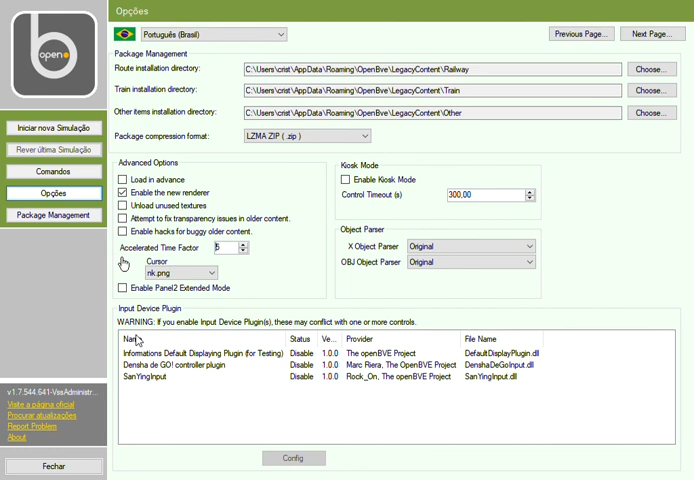 Opções
open
Português (Brasil)
Previous Page...
Next Page...
Package Management
Route installation directory:
C:\Users\crist\AppData\Roaming\OpenBve\LegacyContent\Railway
Choose...
Train installation directory:
C:\Users\crist\AppData\Roaming\OpenBve\LegacyContent\Train
Choose...
Other items installation directory:
C:\Users\crist\AppData\Roaming\OpenBve\LegacyContent\Other
Choose...
Package compression format:
LZMA ZIP ( .zip )
Iniciar nova Simulação
Rever última Simulação
Comandos
Opções
Package Management
Advanced Options
Load in advance
Enable the new renderer
Unload unused textures
Attempt to fix transparency issues in older content.
Enable hacks for buggy older content.
Accelerated Time Factor
5
Cursor
nk.png
Enable Panel2 Extended Mode
Kiosk Mode
Enable Kiosk Mode
Control Timeout (s)
300,00
Object Parser
X Object Parser
Original
OBJ Object Parser
Original
Input Device Plugin
WARNING: If you enable Input Device Plugin(s), these may conflict with one or more controls.
Status Ve... Provider File Name
Informations Default Displaying Plugin (for Testing) Disable 1.0.0 The openBVE Project DefaultDisplayPlugin.dll
Densha de GO! controller plugin Disable 1.0.0 Marc Riera, The openBVE Project DenshaDeGoInput.dll
SanYingInput Disable 1.0.0 Rock_On, The openBVE Project SanYingInput.dll
Config
v1.7.544.641-VssAdministr...
Visite a página oficial
Procurar atualizações
Report Problem
About
Fechar